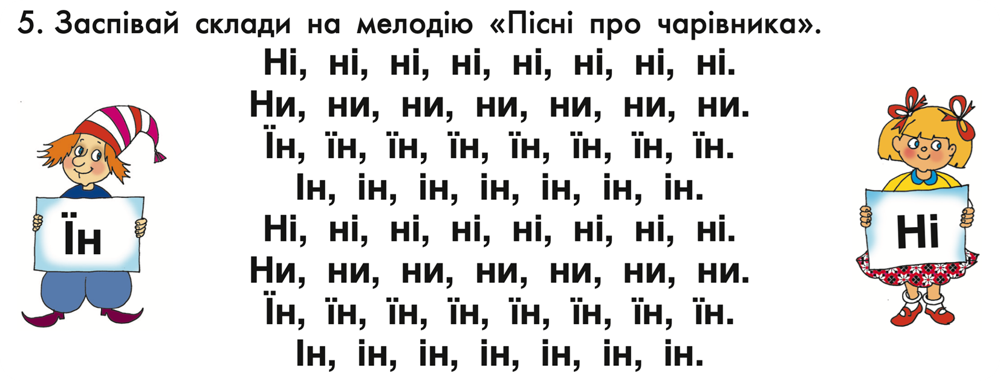 5. Заспівай склади на мелодію «Пісні про чарівника».
Ні, ні, ні, ні, ні, ні, ні, ні.
Ни, ни, ни, ни, ни, ни, ни.
Їн, їн, їн, їн, їн, їн, їн, їн.
Ін, ін, ін, ін, ін, ін, ін.
Ні, ні, ні, ні, ні, ні, ні, ні.
Ни, ни, ни, ни, ни, ни, ни.
Їн, їн, їн, їн, їн, їн, їн, їн.
Ін, ін, ін, ін, ін, ін, ін.
Їн
Ні